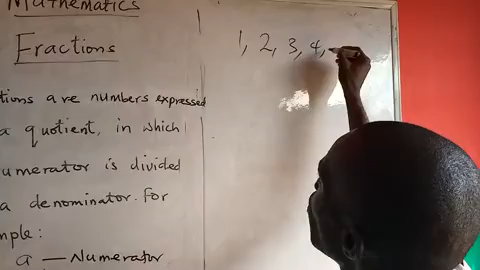 Mathematics
Fractions
tions are numbers expressed
a quotient, in which
umerator is divided
a denominator. For
mple:
a — Numerator
1, 2, 3, 4,